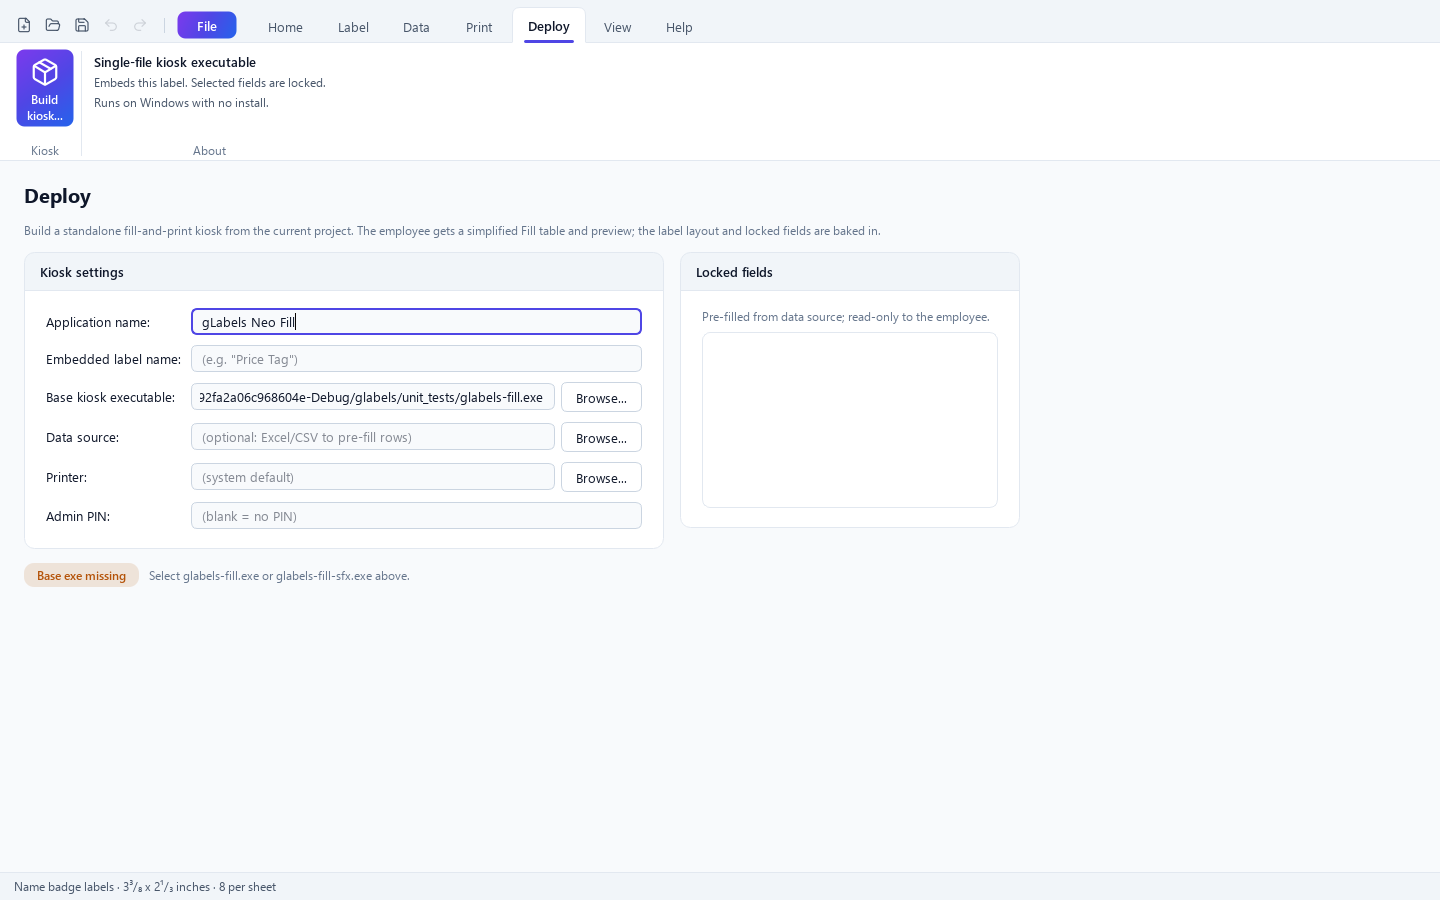 File
Home
Label
Data
Print
Deploy
View
Help
Build
kiosk...
Kiosk
Single-file kiosk executable
Embeds this label. Selected fields are locked.
Runs on Windows with no install.
About
Deploy
Build a standalone fill-and-print kiosk from the current project. The employee gets a simplified Fill table and preview; the label layout and locked fields are baked in.
Kiosk settings
Application name:
gLabels Neo Fill
Embedded label name:
(e.g. "Price Tag")
Base kiosk executable:
92fa2a06c968604e-Debug/glabels/unit_tests/glabels-fill.exe
Browse...
Data source:
(optional: Excel/CSV to pre-fill rows)
Browse...
Printer:
(system default)
Browse...
Admin PIN:
(blank = no PIN)
Locked fields
Pre-filled from data source; read-only to the employee.
Base exe missing
Select glabels-fill.exe or glabels-fill-sfx.exe above.
Name badge labels · 3³/₈ x 2¹/₃ inches · 8 per sheet